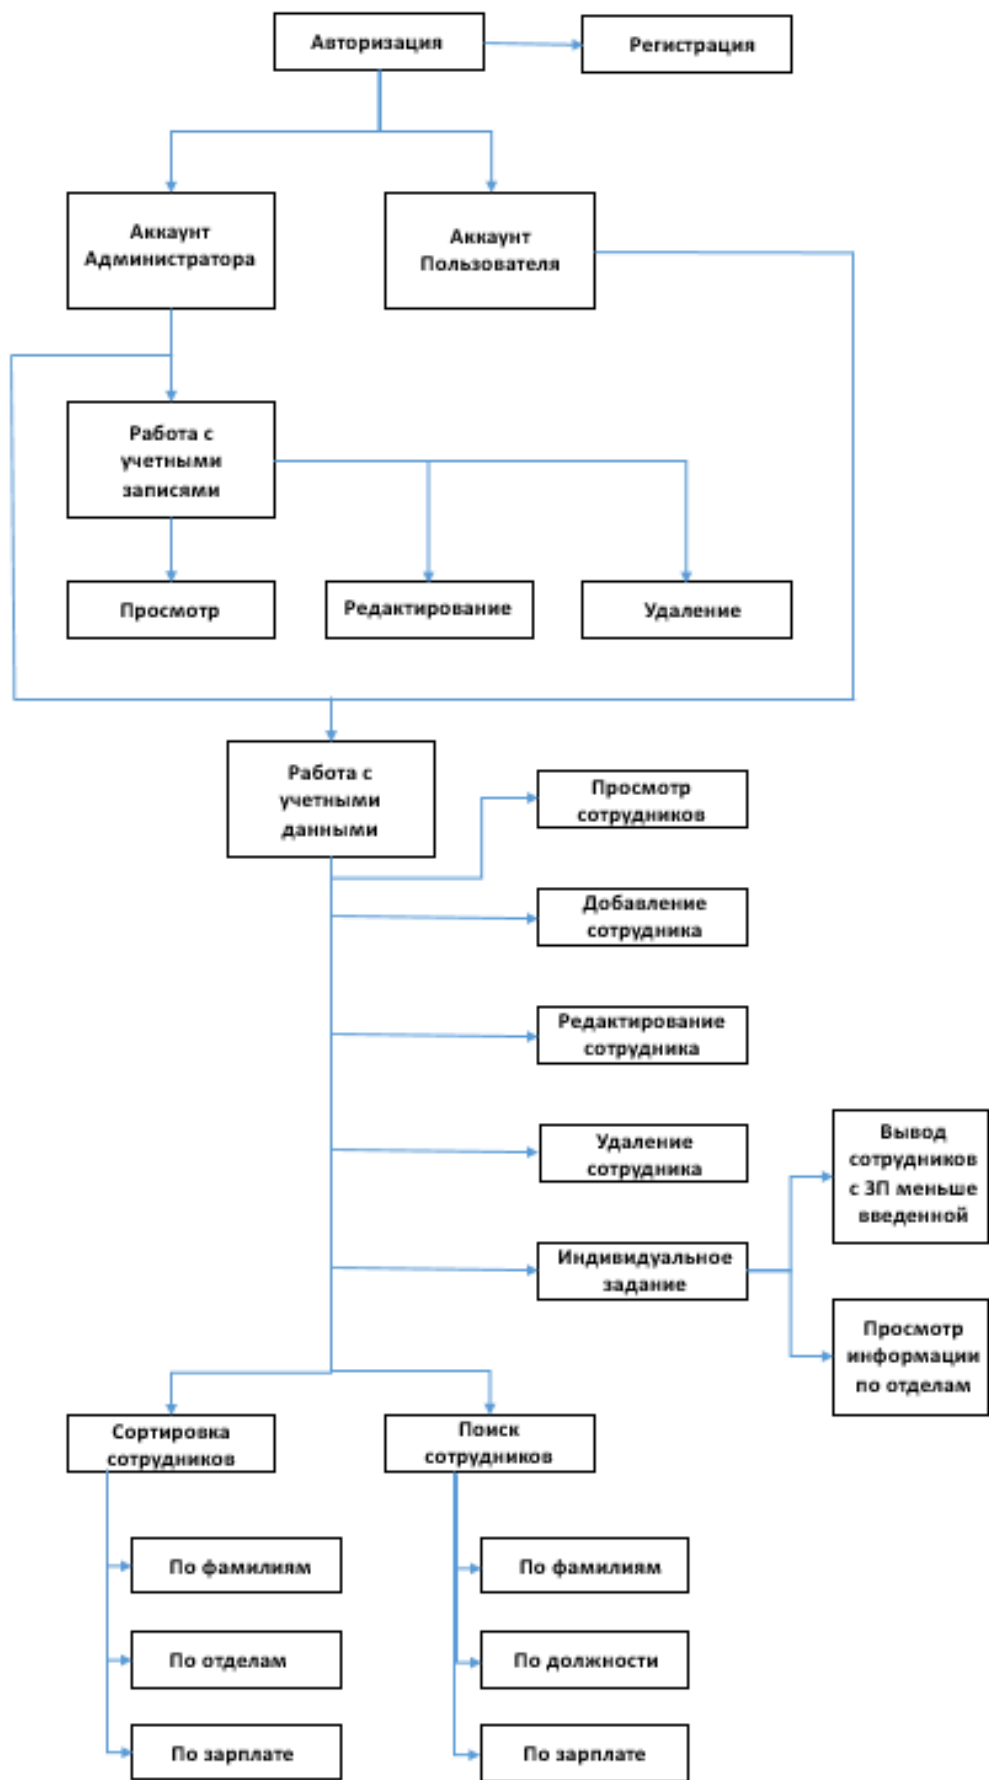 Авторизация
Регистрация
Аккаунт
Администратора
Аккаунт
Пользователя
Работа с
учетными
записями
Просмотр
Редактирование
Удаление
Работа с
учетными
данными
Просмотр
сотрудников
Добавление
сотрудника
Редактирование
сотрудника
Удаление
сотрудника
Вывод
сотрудников
с ЗП меньше
введенной
Индивидуальное
задание
Просмотр
информации
по отделам
Сортировка
сотрудников
Поиск
сотрудников
По фамилиям
По фамилиям
По отделам
По должности
По зарплате
По зарплате